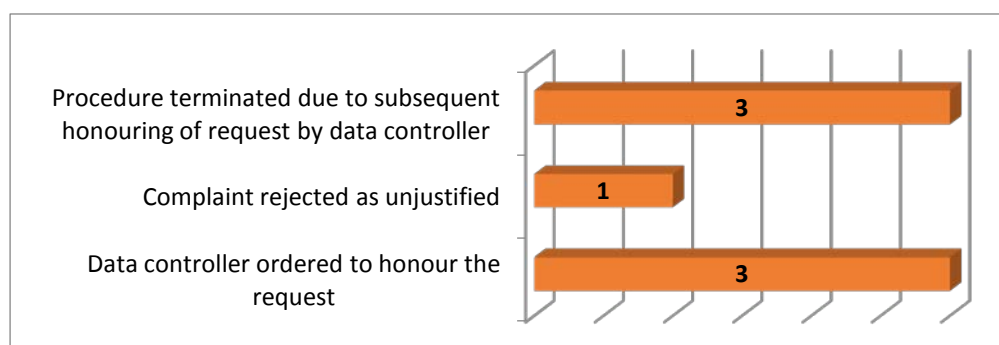 Procedure terminated due to subsequent
honouring of request by data controller
3
Complaint rejected as unjustified
1
Data controller ordered to honour the
request
3